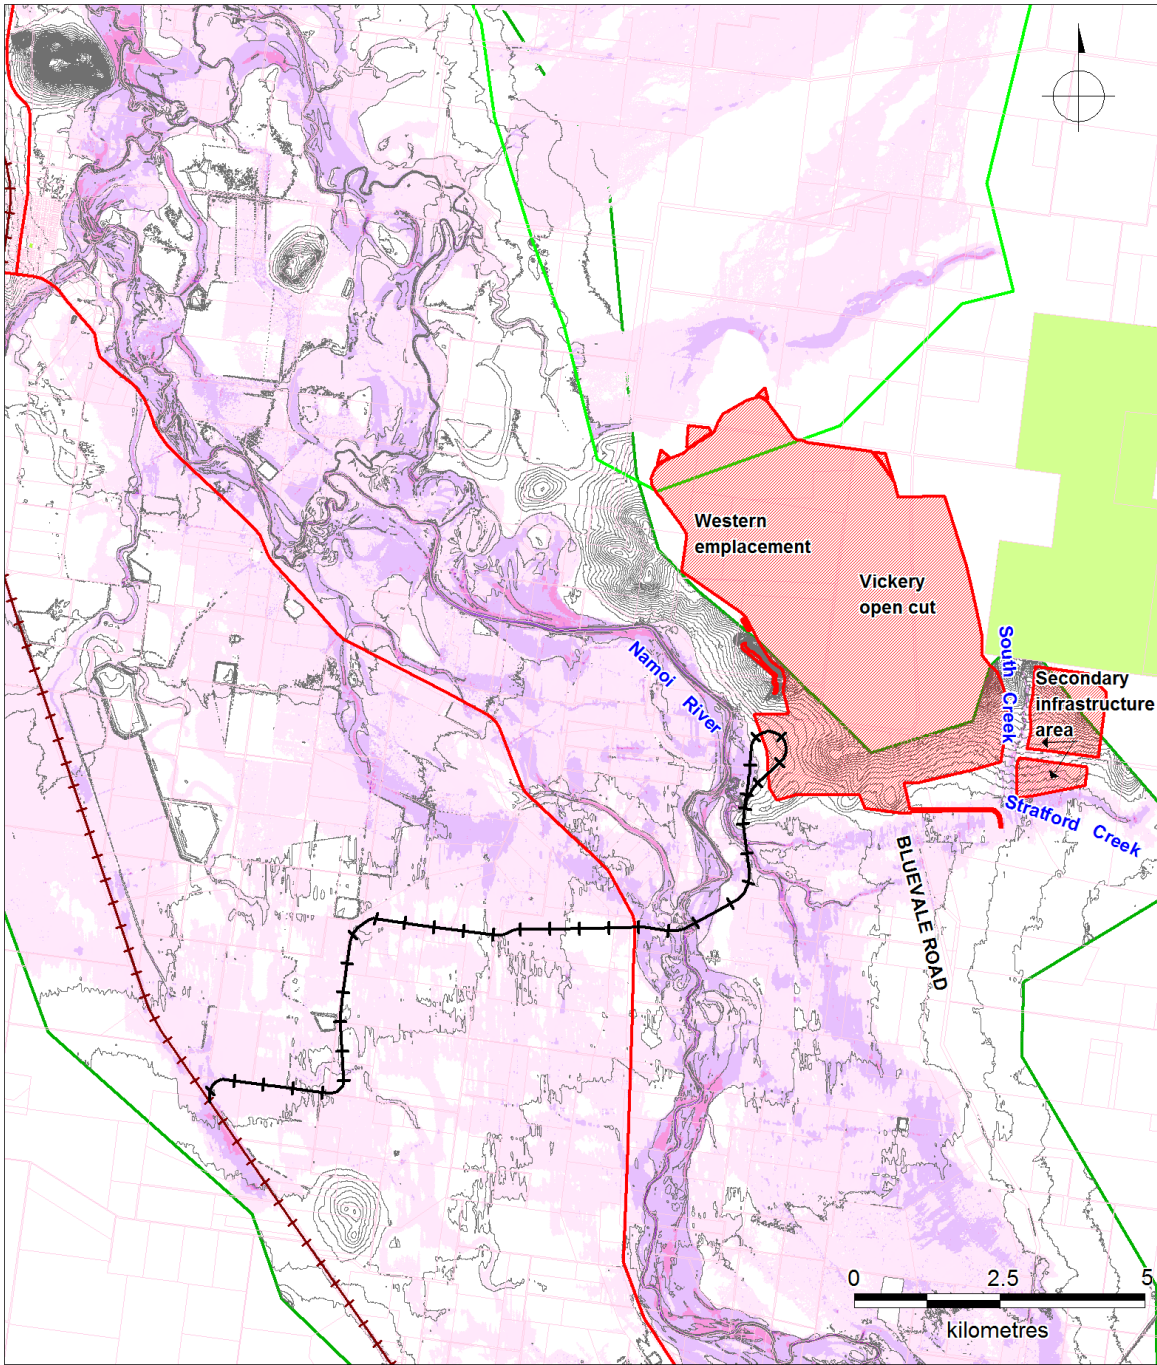 Western
emplacement
Vickery
open cut
South Creek
Secondary
infrastructure
area
Namoi River
Stratford Creek
BLUEVALE ROAD
0 2.5 5
kilometres